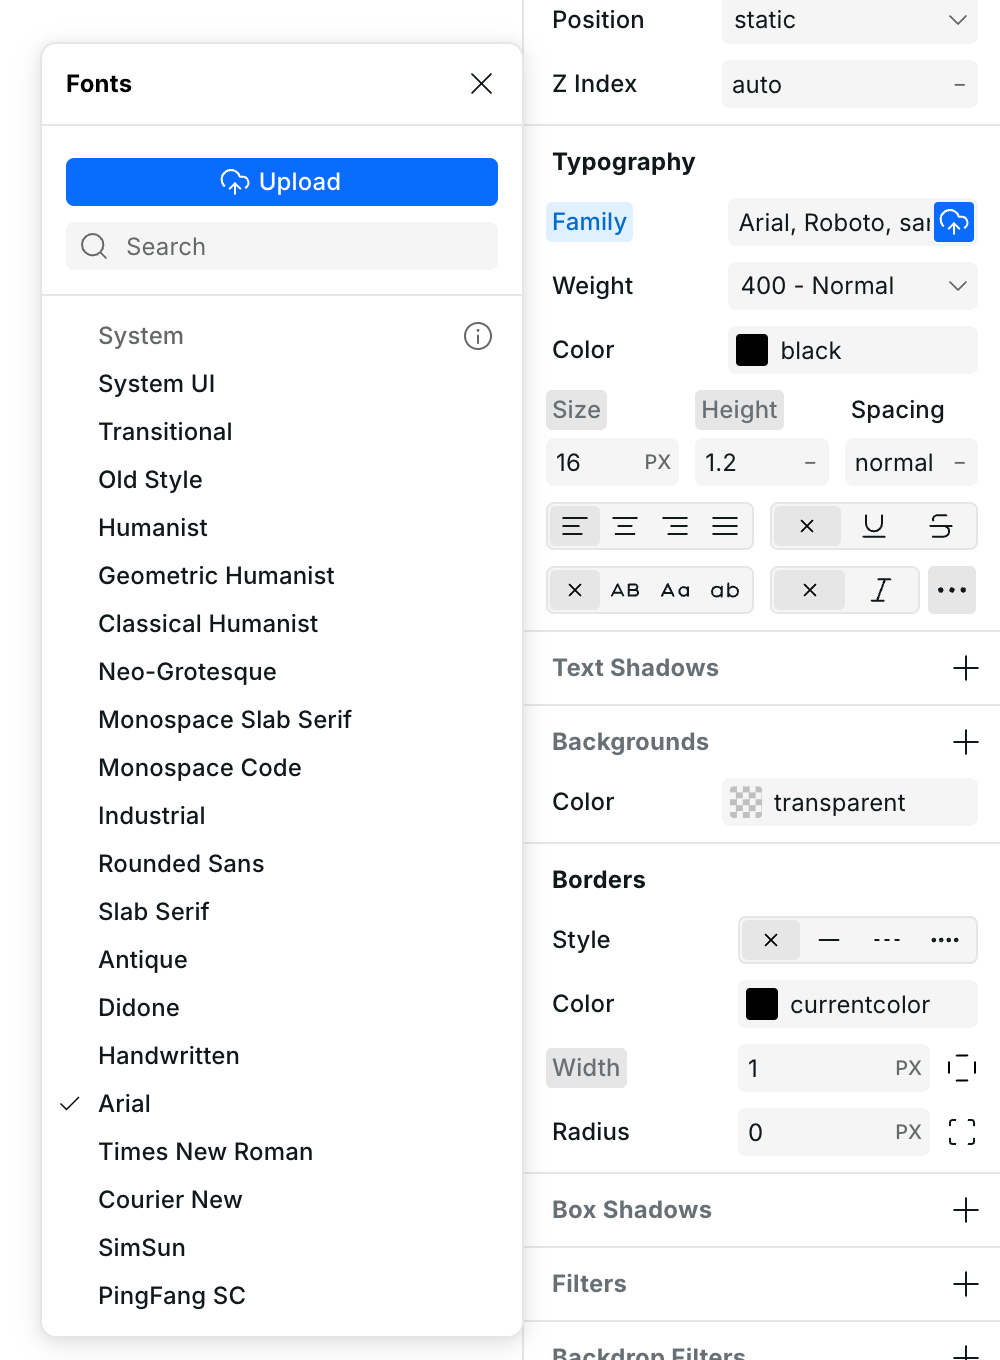 Fonts
Upload
Search
System
System UI
Transitional
Old Style
Humanist
Geometric Humanist
Classical Humanist
Neo-Grotesque
Monospace Slab Serif
Monospace Code
Industrial
Rounded Sans
Slab Serif
Antique
Didone
Handwritten
Arial
Times New Roman
Courier New
SimSun
PingFang SC
Position static
Z Index auto –
Typography
Family Arial, Roboto, sar
Weight 400 - Normal
Color black
Size Height Spacing
16 PX 1.2 – normal –
AB Aa ab I
Text Shadows
Backgrounds
Color transparent
Borders
Style
Color currentcolor
Width 1 PX
Radius 0 PX
Box Shadows
Filters
Backdrop Filters